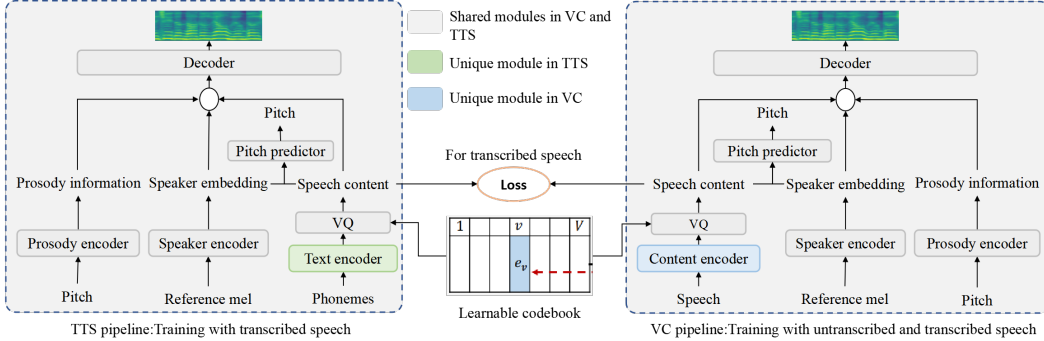 Shared modules in VC and
TTS
Unique module in TTS
Unique module in VC
Decoder
Pitch
Pitch predictor
Prosody information
Speaker embedding
Speech content
VQ
Prosody encoder
Speaker encoder
Text encoder
Pitch
Reference mel
Phonemes
TTS pipeline:Training with transcribed speech
For transcribed speech
Loss
1 v V
e_v
Learnable codebook
Decoder
Pitch
Pitch predictor
Speech content
Speaker embedding
Prosody information
VQ
Content encoder
Speaker encoder
Prosody encoder
Speech
Reference mel
Pitch
VC pipeline:Training with untranscribed and transcribed speech